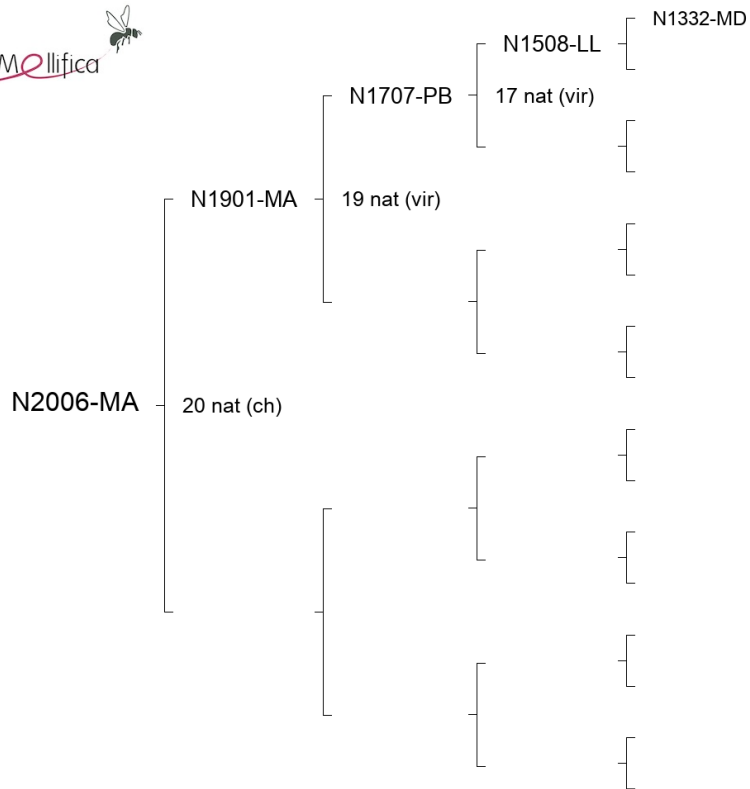 Mellifica
N1332-MD
N1508-LL
N1707-PB
17 nat (vir)
N1901-MA
19 nat (vir)
N2006-MA
20 nat (ch)